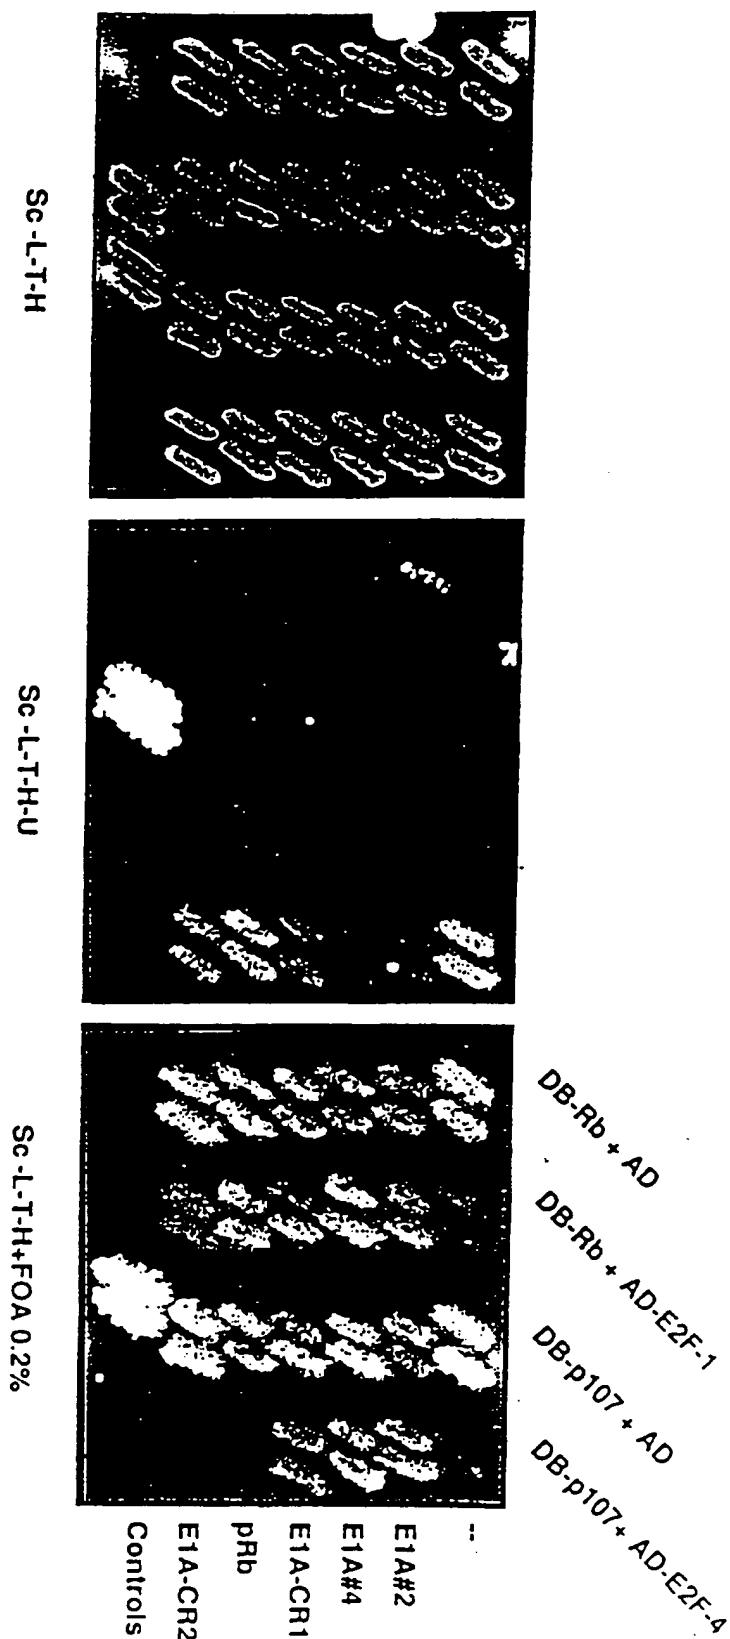 Sc -L-T-H
Sc -L-T-H-U
Sc -L-T-H+FOA 0.2%
DB-Rb + AD
DB-Rb + AD-E2F-1
DB-p107 + AD
DB-p107+ AD-E2F-4
--
E1A#2
E1A#4
E1A-CR1
pRb
E1A-CR2
Controls